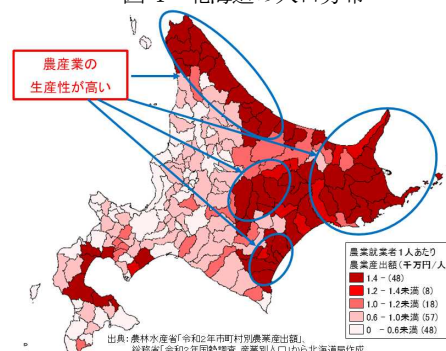 図 4 北海道の人口分布
農産業の
生産性が高い
農業就業者1人あたり
農業産出額(千万円/人)
1.4 - (48)
1.2 - 1.4未満 (8)
1.0 - 1.2未満 (18)
0.6 - 1.0未満 (57)
0 - 0.6未満 (48)
出典:農林水産省「令和2年市町村別農業産出額」、
総務省「令和2年国勢調査 産業別人口」から北海道局作成